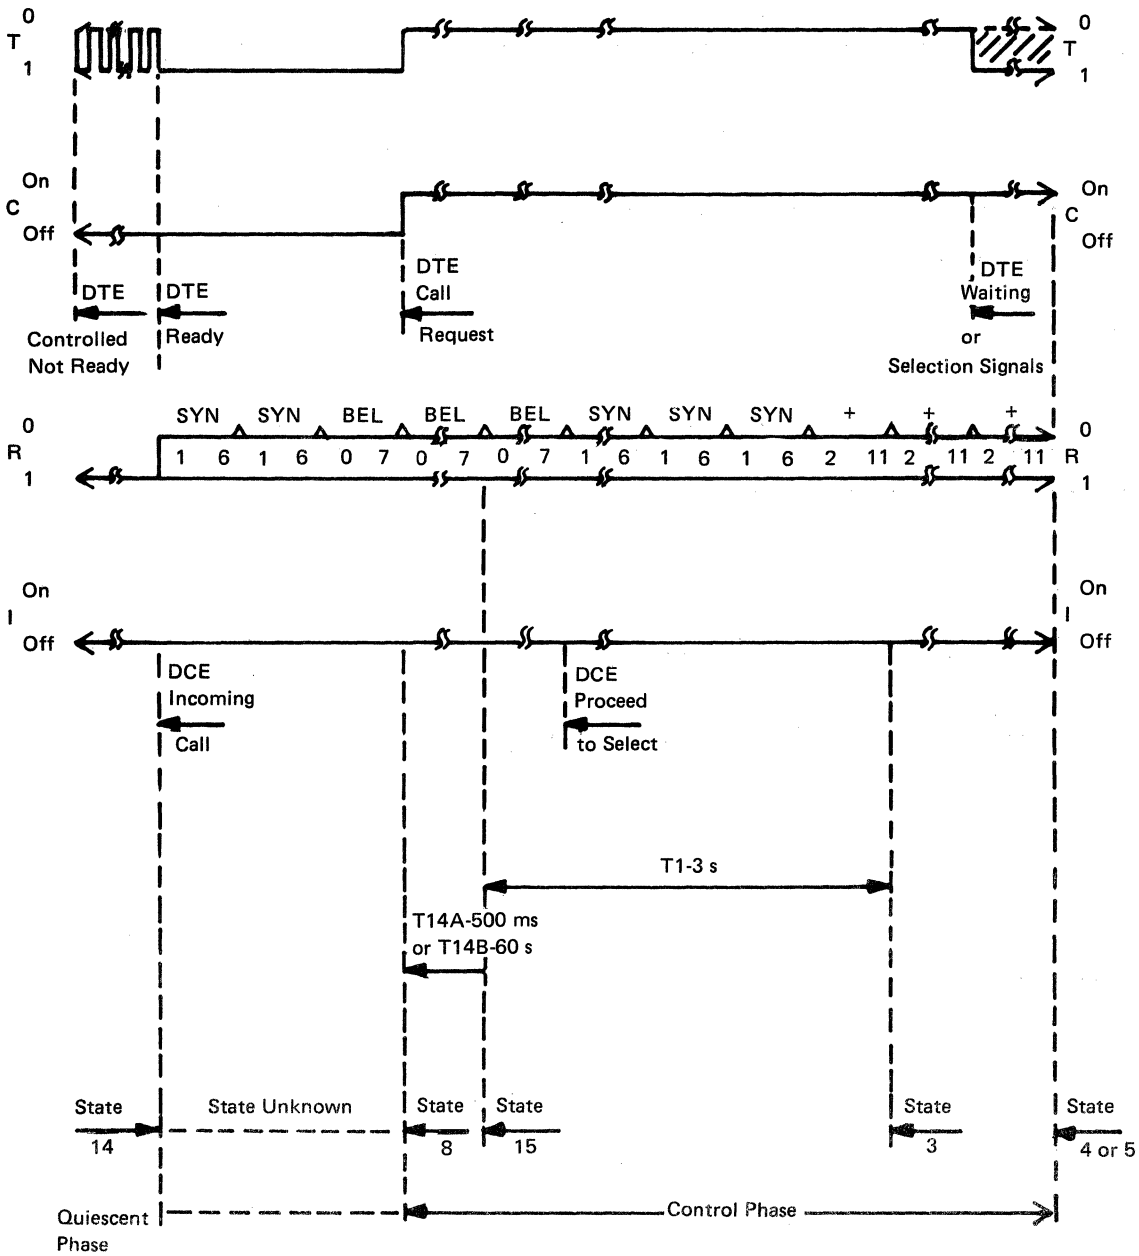 0
0
T
T
1
1
On
On
C
C
Off
Off
DTE
DTE
DTE
DTE
Call
Waiting
Controlled
Ready
Request
or
Not Ready
Selection Signals
SYN SYN BEL BEL BEL SYN SYN SYN + + +
0
0
R 1 6 1 6 0 7 0 7 0 7 1 6 1 6 1 6 2 11 2 11 2 11 R
1
1
On
On
I
I
Off
Off
DCE
DCE
Incoming
Proceed
Call
to Select
T1-3 s
T14A-500 ms
or T14B-60 s
State
State Unknown
State
State
State
State
14
8
15
3
4 or 5
Quiescent
Control Phase
Phase